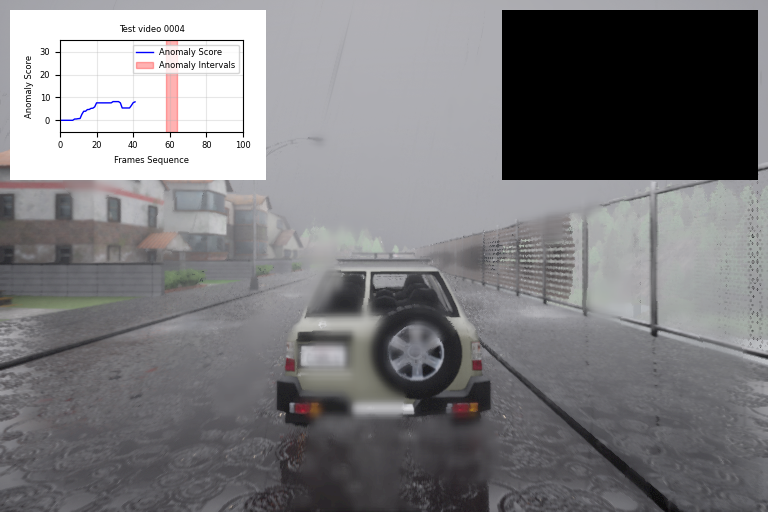 Test video 0004
Anomaly Score
30
20
10
0
Anomaly Score
Anomaly Intervals
0 20 40 60 80 100
Frames Sequence